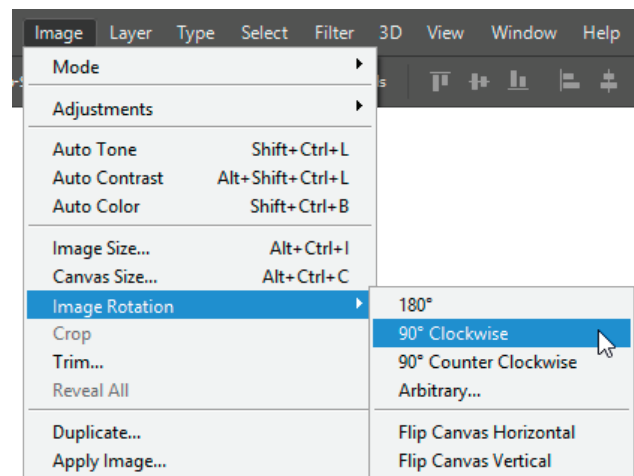 Image Layer Type Select Filter 3D View Window Help
Mode
Adjustments
Auto Tone Shift+Ctrl+L
Auto Contrast Alt+Shift+Ctrl+L
Auto Color Shift+Ctrl+B
Image Size... Alt+Ctrl+I
Canvas Size... Alt+Ctrl+C
Image Rotation
180°
Crop
90° Clockwise
Trim...
90° Counter Clockwise
Reveal All
Arbitrary...
Duplicate...
Flip Canvas Horizontal
Apply Image...
Flip Canvas Vertical